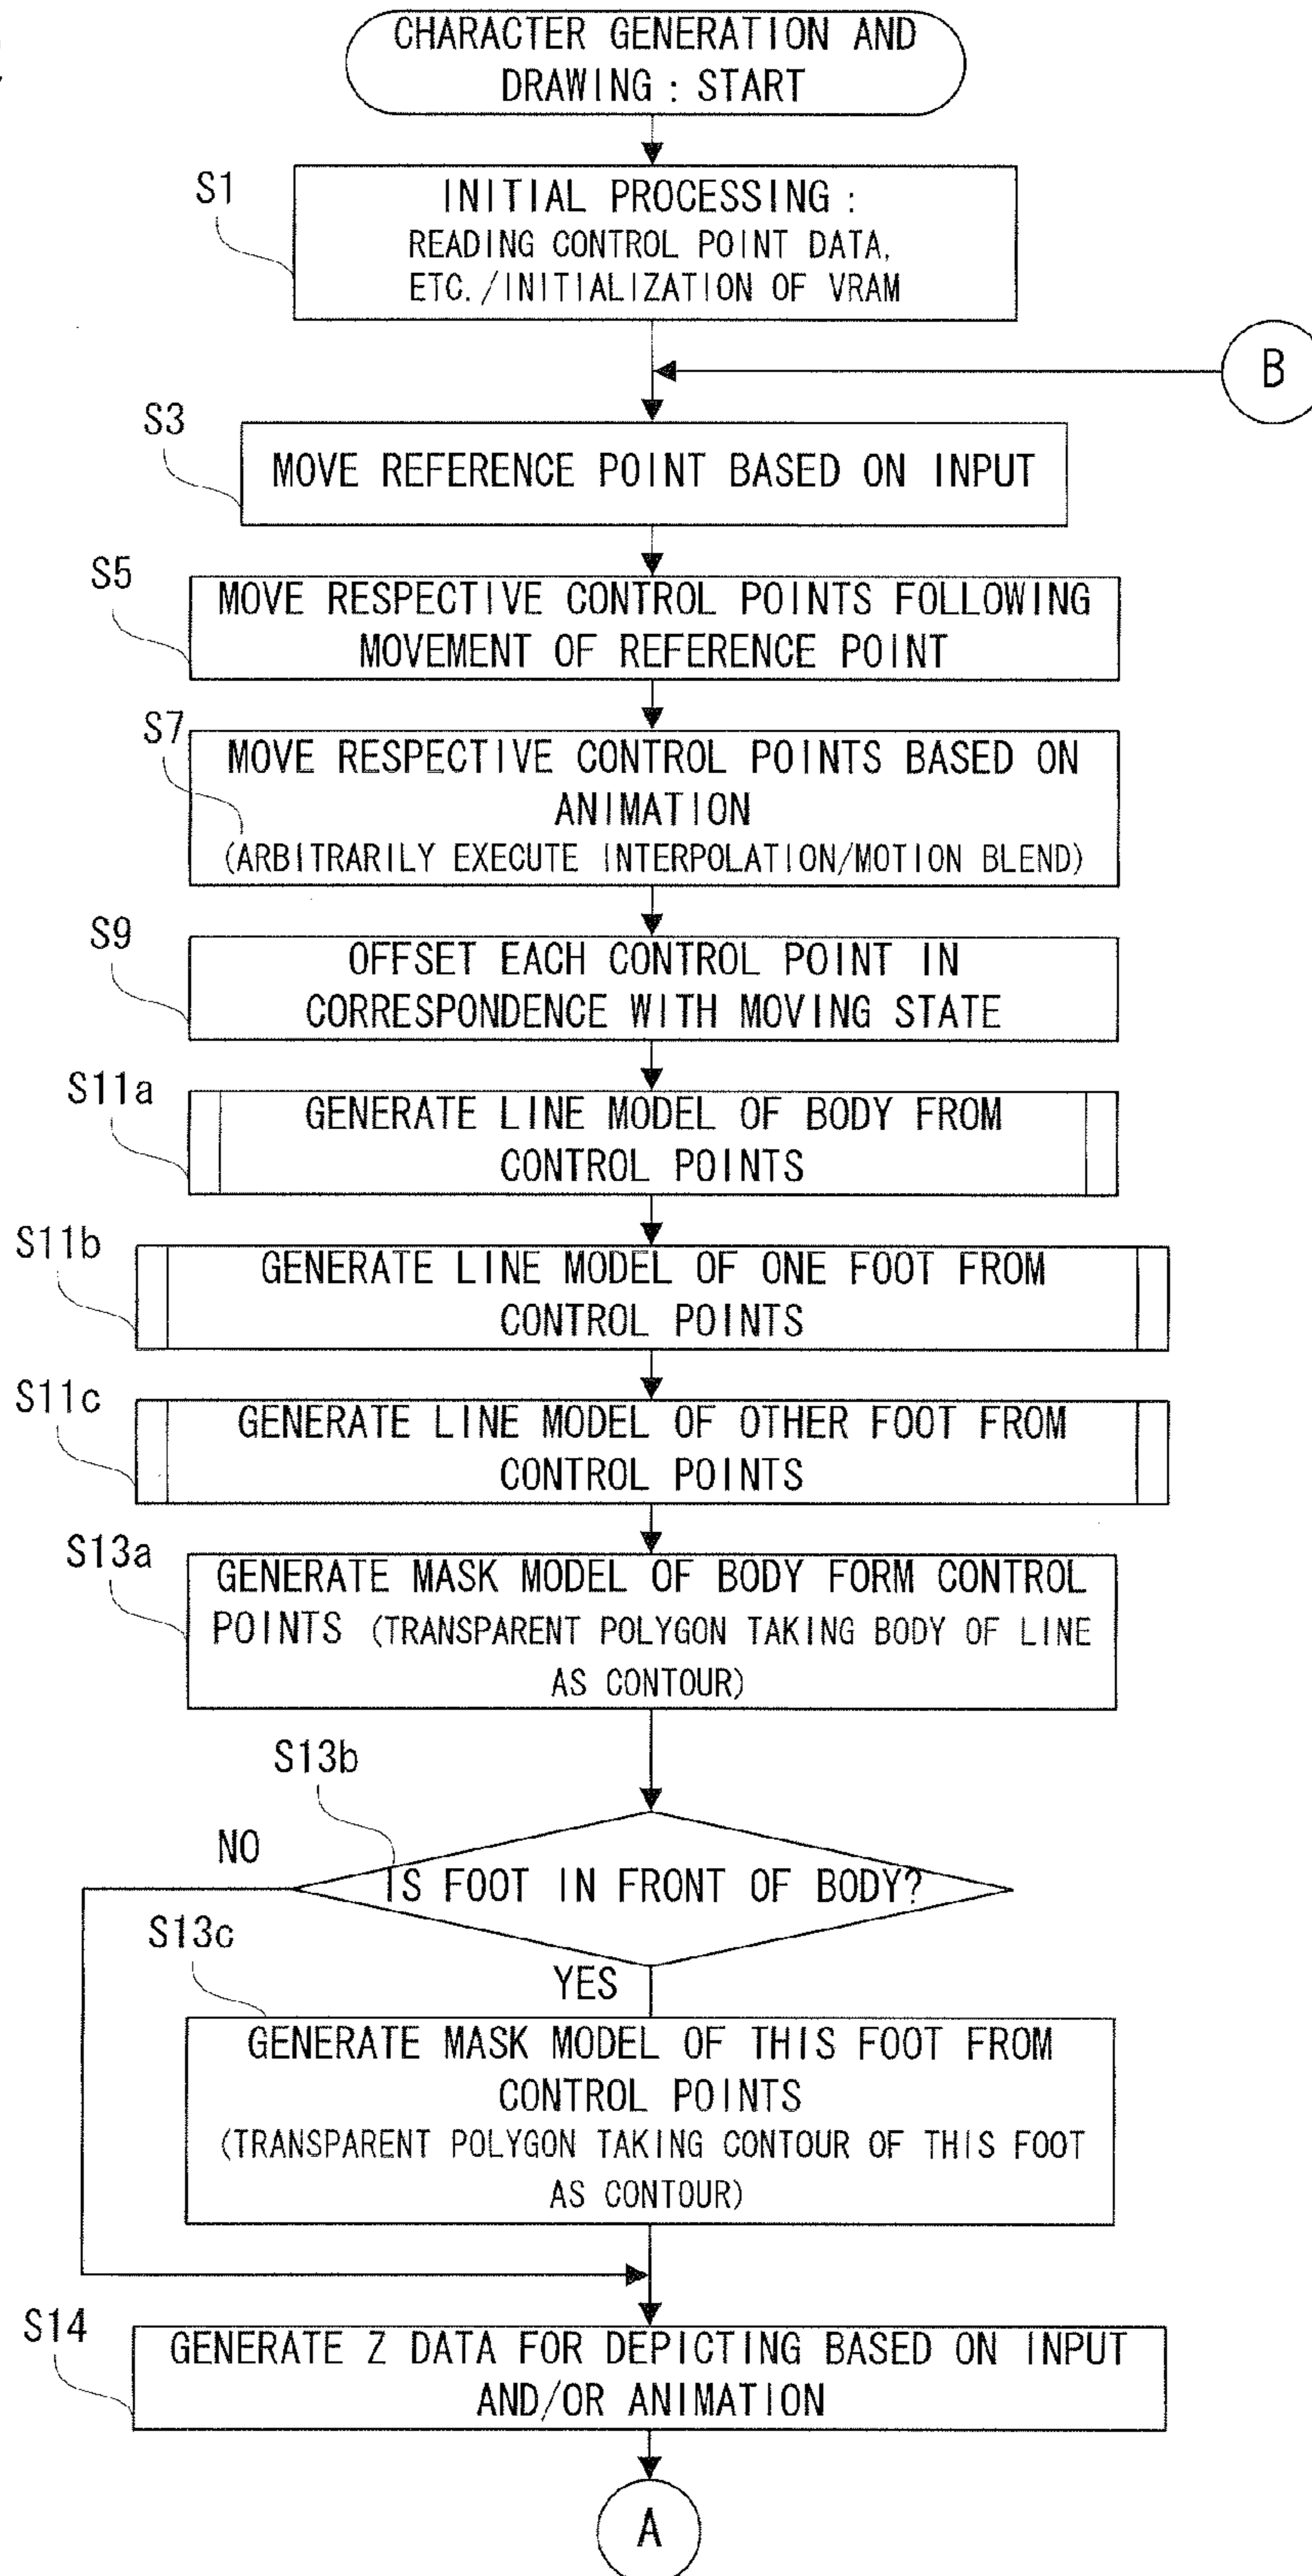 CHARACTER GENERATION AND
DRAWING : START
S1
INITIAL PROCESSING :
READING CONTROL POINT DATA,
ETC./INITIALIZATION OF VRAM
B
S3
MOVE REFERENCE POINT BASED ON INPUT
S5
MOVE RESPECTIVE CONTROL POINTS FOLLOWING
MOVEMENT OF REFERENCE POINT
S7
MOVE RESPECTIVE CONTROL POINTS BASED ON
ANIMATION
(ARBITRARILY EXECUTE INTERPOLATION/MOTION BLEND)
S9
OFFSET EACH CONTROL POINT IN
CORRESPONDENCE WITH MOVING STATE
S11a
GENERATE LINE MODEL OF BODY FROM
CONTROL POINTS
S11b
GENERATE LINE MODEL OF ONE FOOT FROM
CONTROL POINTS
S11c
GENERATE LINE MODEL OF OTHER FOOT FROM
CONTROL POINTS
S13a
GENERATE MASK MODEL OF BODY FORM CONTROL
POINTS (TRANSPARENT POLYGON TAKING BODY OF LINE
AS CONTOUR)
S13b
NO
IS FOOT IN FRONT OF BODY?
S13c
YES
GENERATE MASK MODEL OF THIS FOOT FROM
CONTROL POINTS
(TRANSPARENT POLYGON TAKING CONTOUR OF THIS FOOT
AS CONTOUR)
S14
GENERATE Z DATA FOR DEPICTING BASED ON INPUT
AND/OR ANIMATION
A